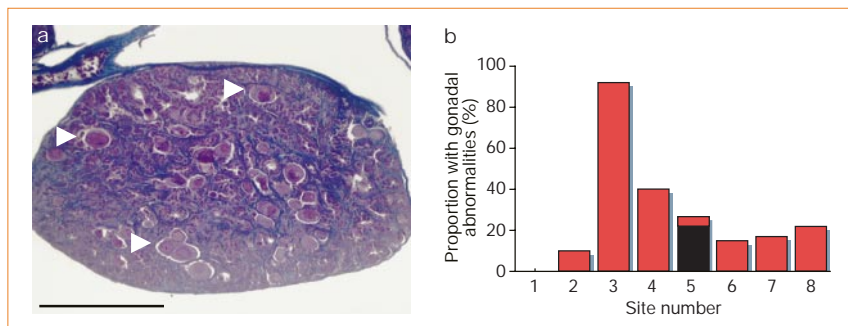 a
b
Proportion with gonadal
abnormalities (%)
100
80
60
40
20
0
1 2 3 4 5 6 7 8
Site number